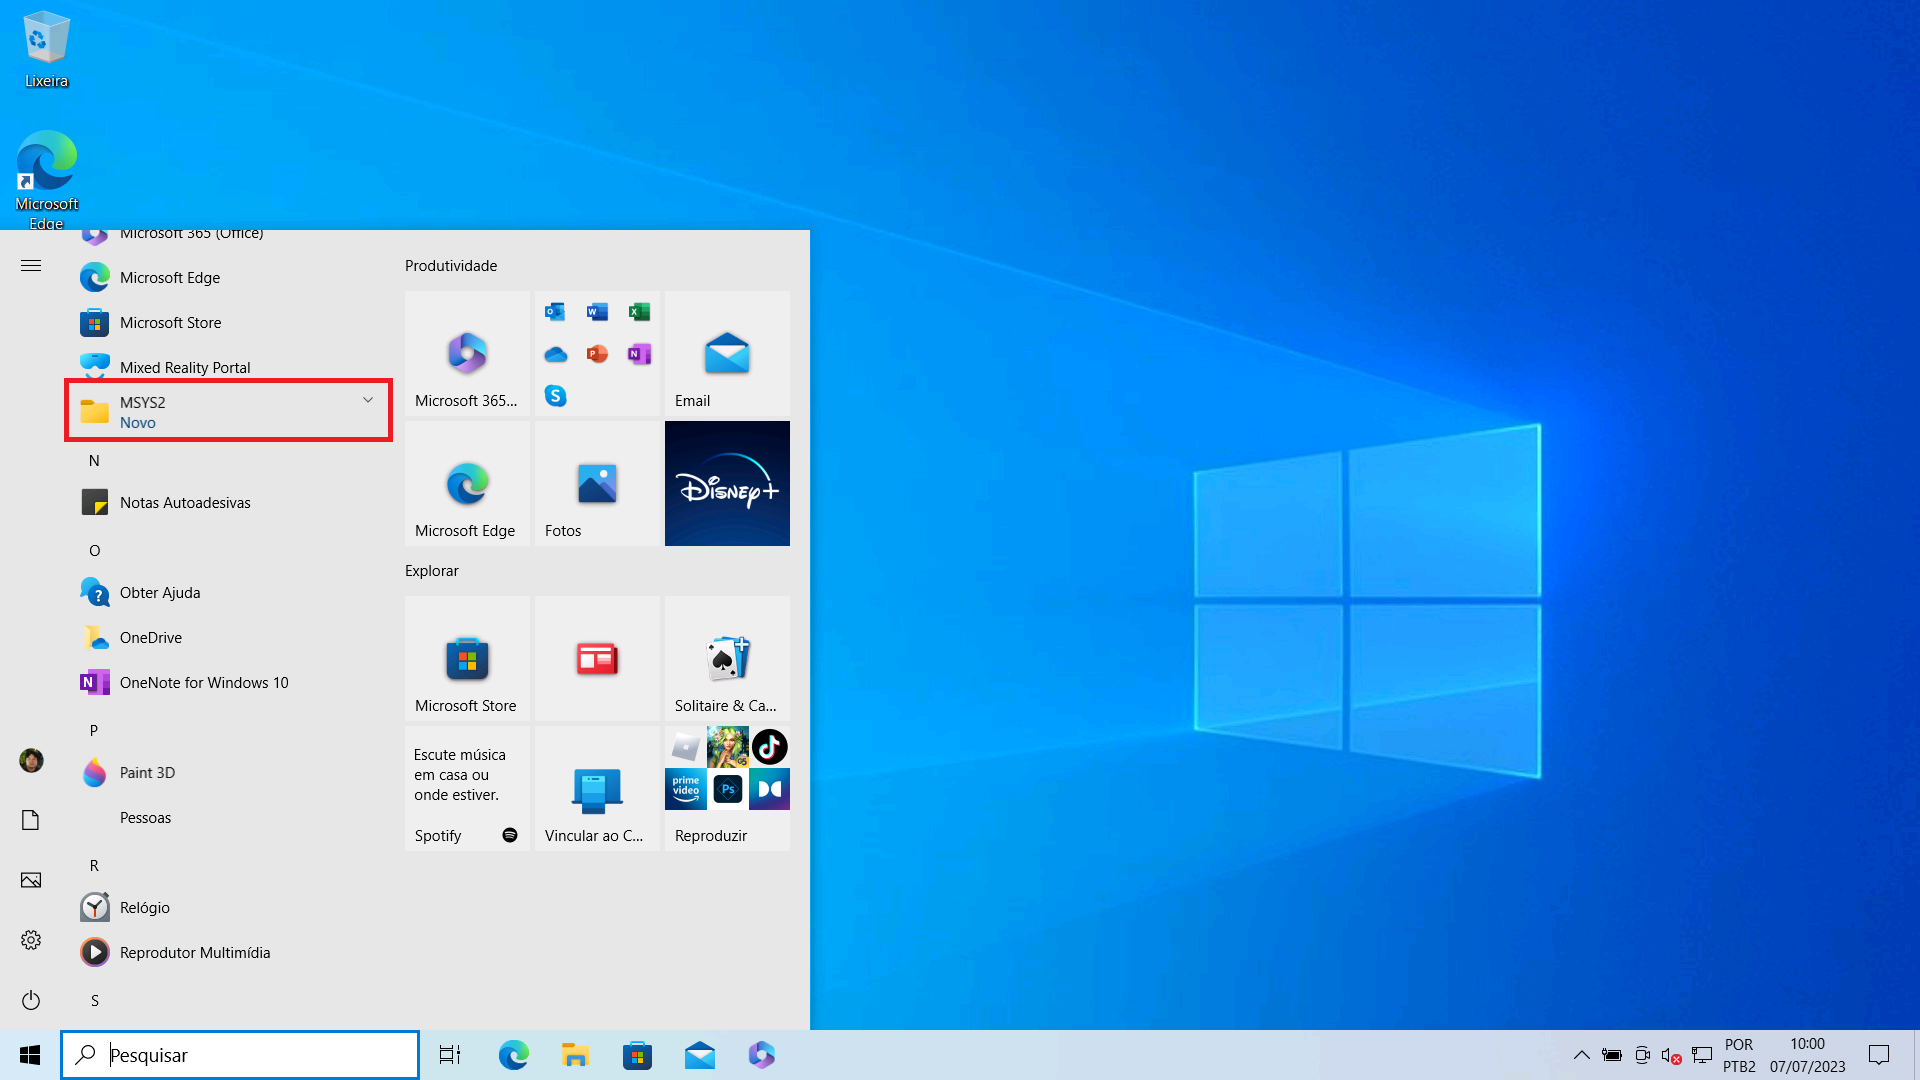 Lixeira
Microsoft
Edge
Microsoft 365 (Office)
Microsoft Edge
Microsoft Store
Mixed Reality Portal
MSYS2
Novo
N
Notas Autoadesivas
O
Obter Ajuda
OneDrive
OneNote for Windows 10
P
Paint 3D
Pessoas
R
Relógio
Reprodutor Multimídia
S
Produtividade
Microsoft 365...
Email
Microsoft Edge
Fotos
Disney+
Explorar
Microsoft Store
Solitaire & Ca...
Escute música
em casa ou
onde estiver.
Spotify
Vincular ao C...
prime
video
Ps
Reproduzir
Pesquisar
POR
PTB2
10:00
07/07/2023